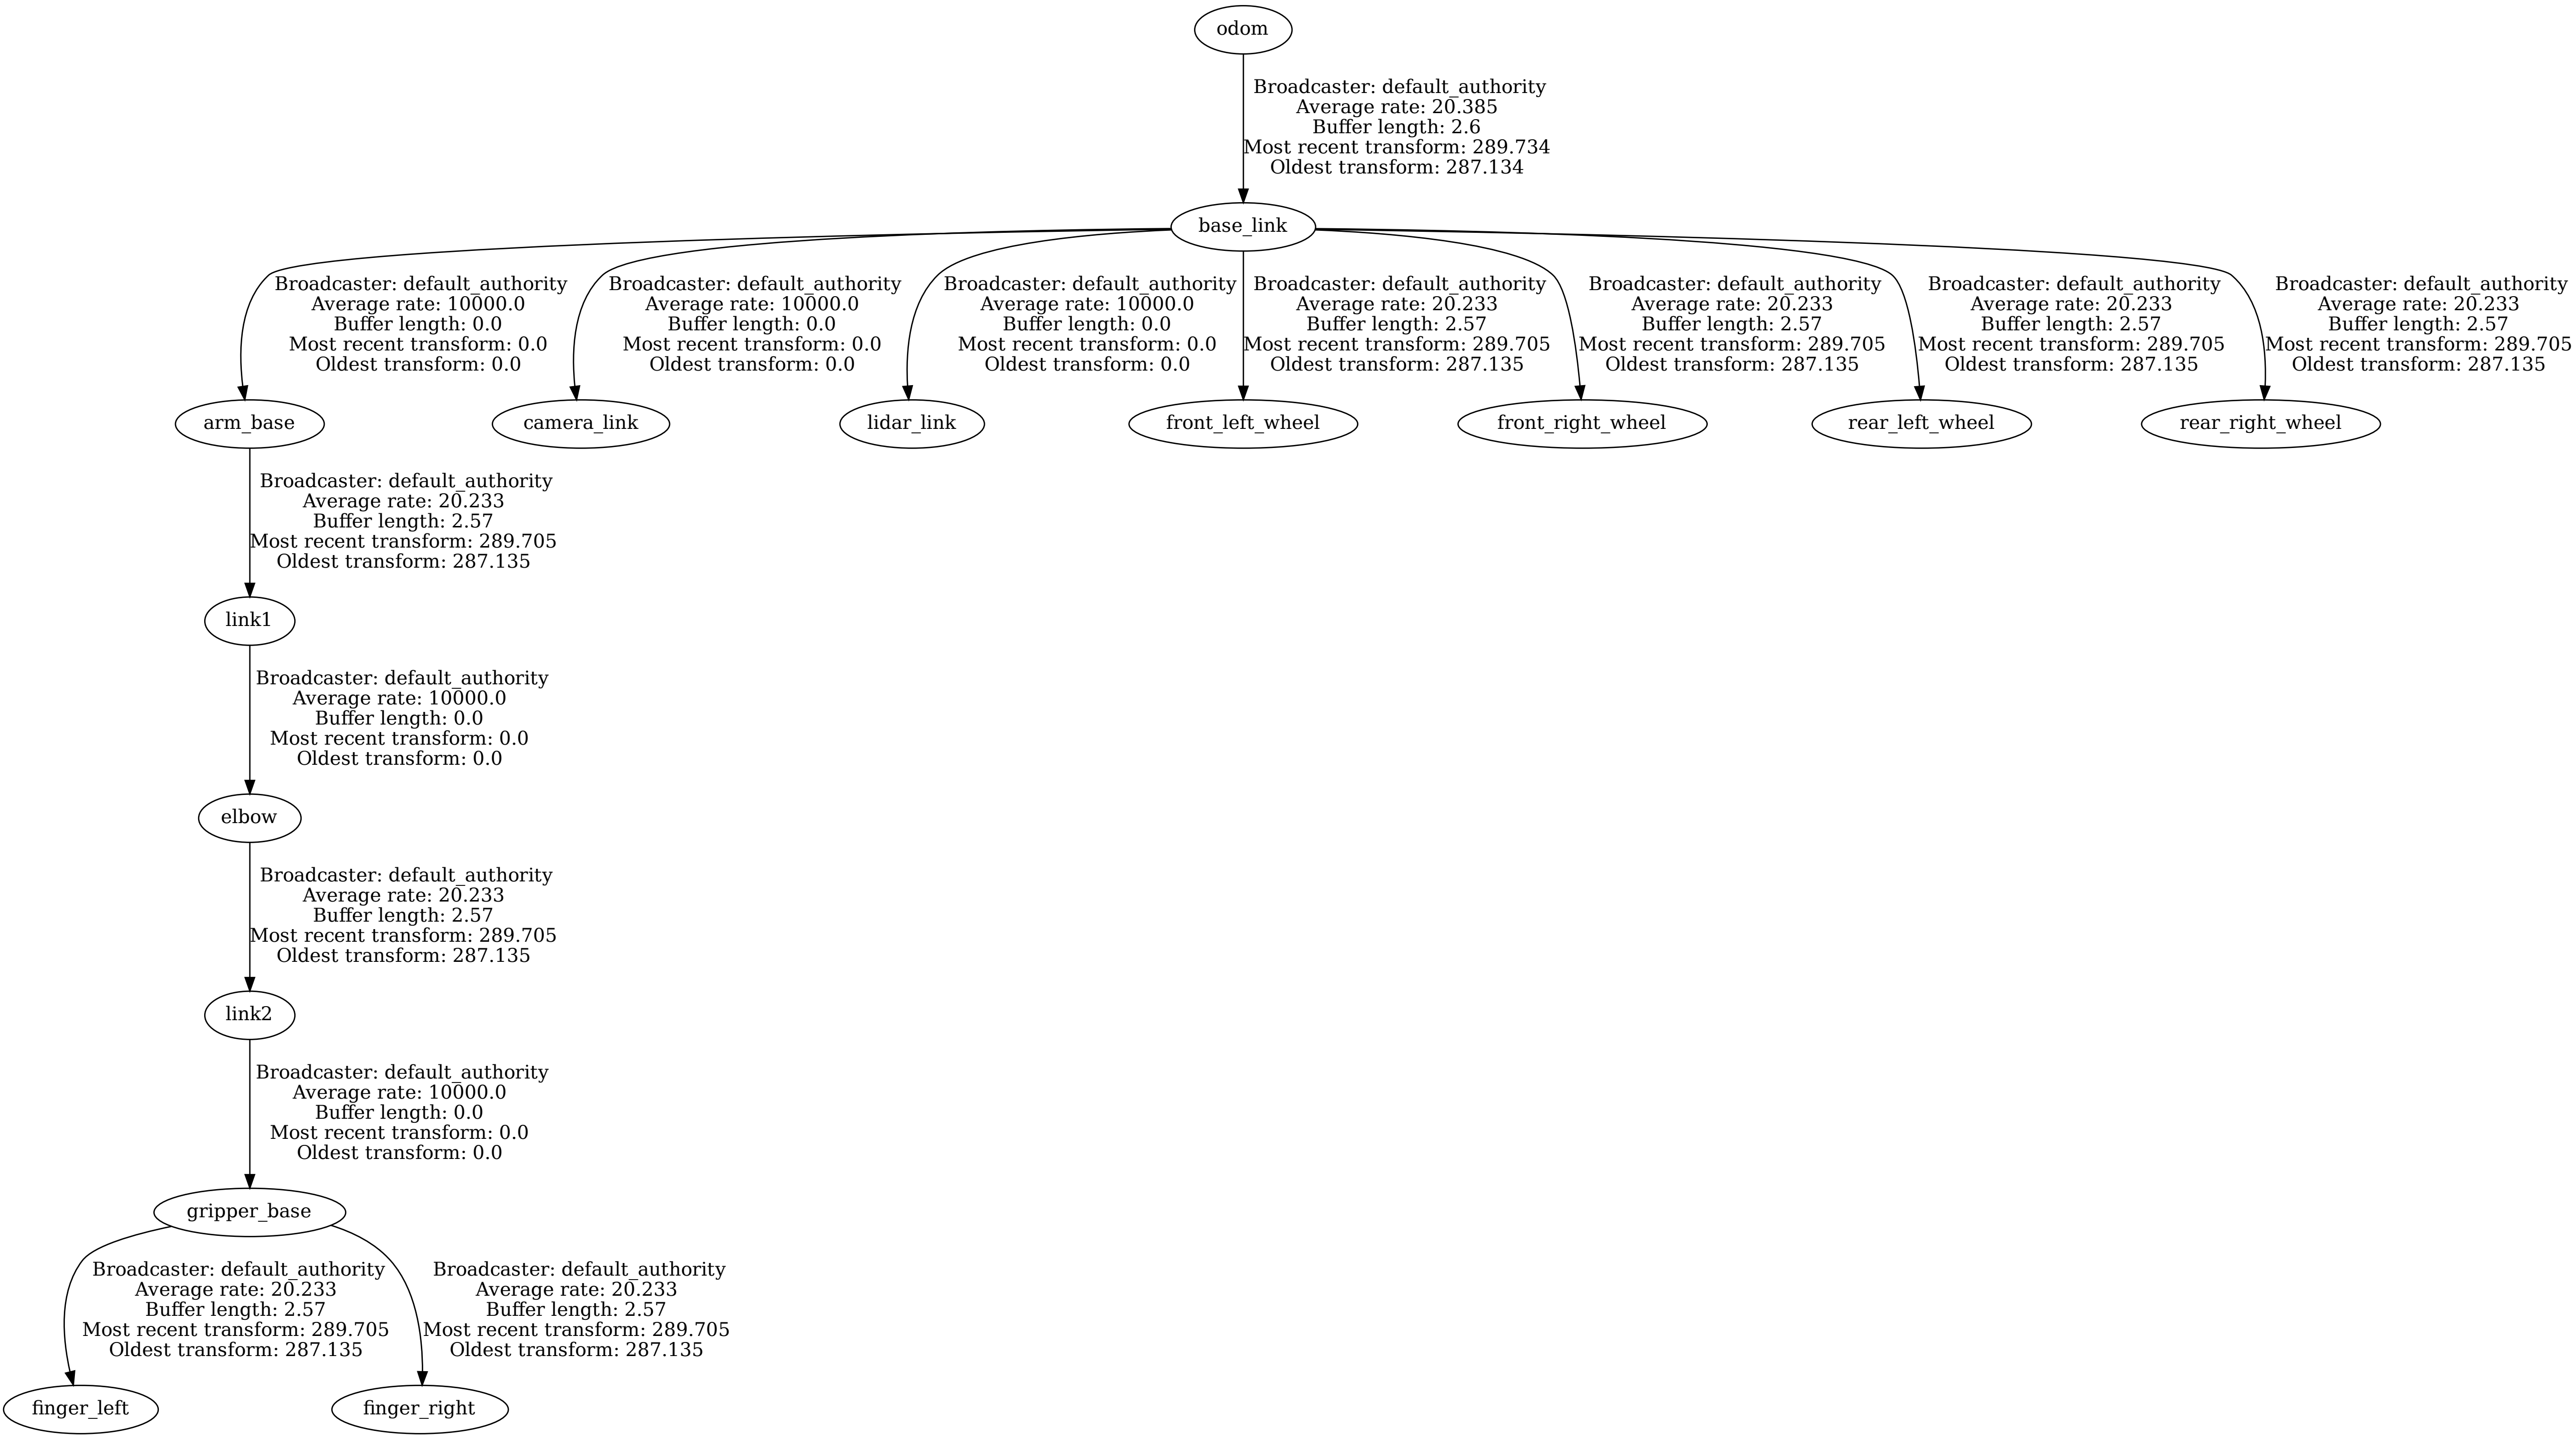 odom
Broadcaster: default_authority
Average rate: 20.385
Buffer length: 2.6
Most recent transform: 289.734
Oldest transform: 287.134
base_link
Broadcaster: default_authority
Average rate: 10000.0
Buffer length: 0.0
Most recent transform: 0.0
Oldest transform: 0.0
Broadcaster: default_authority
Average rate: 10000.0
Buffer length: 0.0
Most recent transform: 0.0
Oldest transform: 0.0
Broadcaster: default_authority
Average rate: 10000.0
Buffer length: 0.0
Most recent transform: 0.0
Oldest transform: 0.0
Broadcaster: default_authority
Average rate: 20.233
Buffer length: 2.57
Most recent transform: 289.705
Oldest transform: 287.135
Broadcaster: default_authority
Average rate: 20.233
Buffer length: 2.57
Most recent transform: 289.705
Oldest transform: 287.135
Broadcaster: default_authority
Average rate: 20.233
Buffer length: 2.57
Most recent transform: 289.705
Oldest transform: 287.135
Broadcaster: default_authority
Average rate: 20.233
Buffer length: 2.57
Most recent transform: 289.705
Oldest transform: 287.135
arm_base
camera_link
lidar_link
front_left_wheel
front_right_wheel
rear_left_wheel
rear_right_wheel
Broadcaster: default_authority
Average rate: 20.233
Buffer length: 2.57
Most recent transform: 289.705
Oldest transform: 287.135
link1
Broadcaster: default_authority
Average rate: 10000.0
Buffer length: 0.0
Most recent transform: 0.0
Oldest transform: 0.0
elbow
Broadcaster: default_authority
Average rate: 20.233
Buffer length: 2.57
Most recent transform: 289.705
Oldest transform: 287.135
link2
Broadcaster: default_authority
Average rate: 10000.0
Buffer length: 0.0
Most recent transform: 0.0
Oldest transform: 0.0
gripper_base
Broadcaster: default_authority
Average rate: 20.233
Buffer length: 2.57
Most recent transform: 289.705
Oldest transform: 287.135
Broadcaster: default_authority
Average rate: 20.233
Buffer length: 2.57
Most recent transform: 289.705
Oldest transform: 287.135
finger_left
finger_right